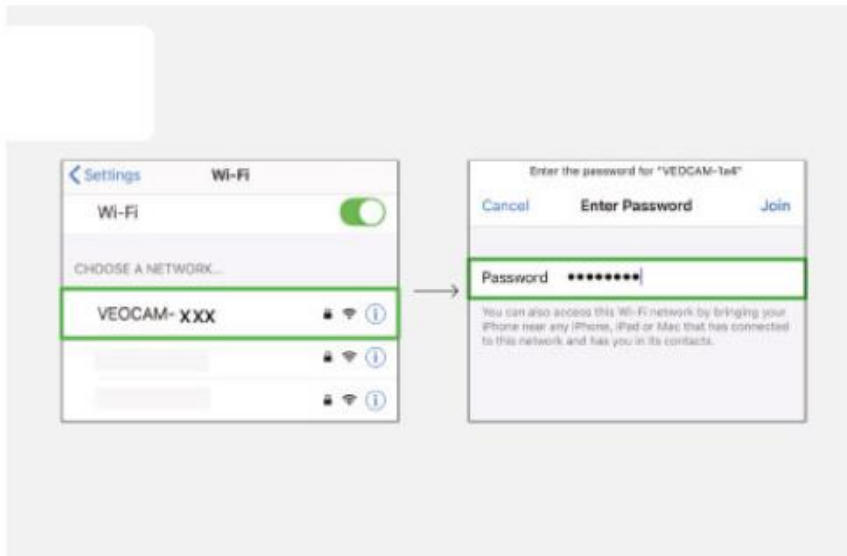 Settings Wi-Fi
Wi-Fi
CHOOSE A NETWORK...
VEOCAM- XXX
Enter the password for "VEOCAM-1a4"
Cancel Enter Password Join
Password ••••••••
You can also access this Wi-Fi network by bringing your
iPhone near any iPhone, iPad or Mac that has connected
to this network and has you in its contacts.